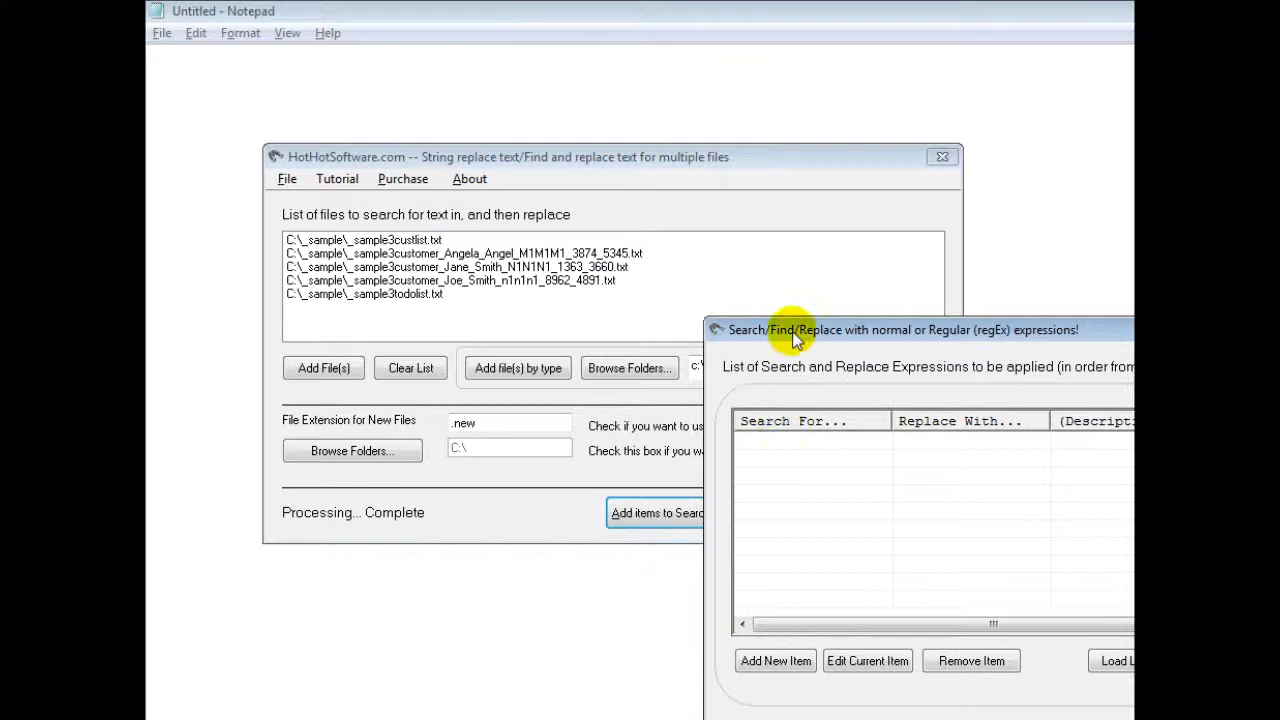 Untitled - Notepad
File Edit Format View Help
HotHotSoftware.com -- String replace text/Find and replace text for multiple files
File Tutorial Purchase About
List of files to search for text in, and then replace
C:\_sample\_sample3custlist.txt
C:\_sample\_sample3customer_Angela_Angel_M1M1M1_3874_5345.txt
C:\_sample\_sample3customer_Jane_Smith_N1N1N1_1363_3660.txt
C:\_sample\_sample3customer_Joe_Smith_n1n1n1_8962_4891.txt
C:\_sample\_sample3todolist.txt
Add File(s) Clear List Add file(s) by type Browse Folders... c:\
File Extension for New Files .new Check if you want to us
Browse Folders... C:\ Check this box if you w
Processing... Complete Add items to Searc
Search/Find/Replace with normal or Regular (regEx) expressions!
List of Search and Replace Expressions to be applied (in order from
Search For... Replace With... (Descripti
Add New Item Edit Current Item Remove Item Load L